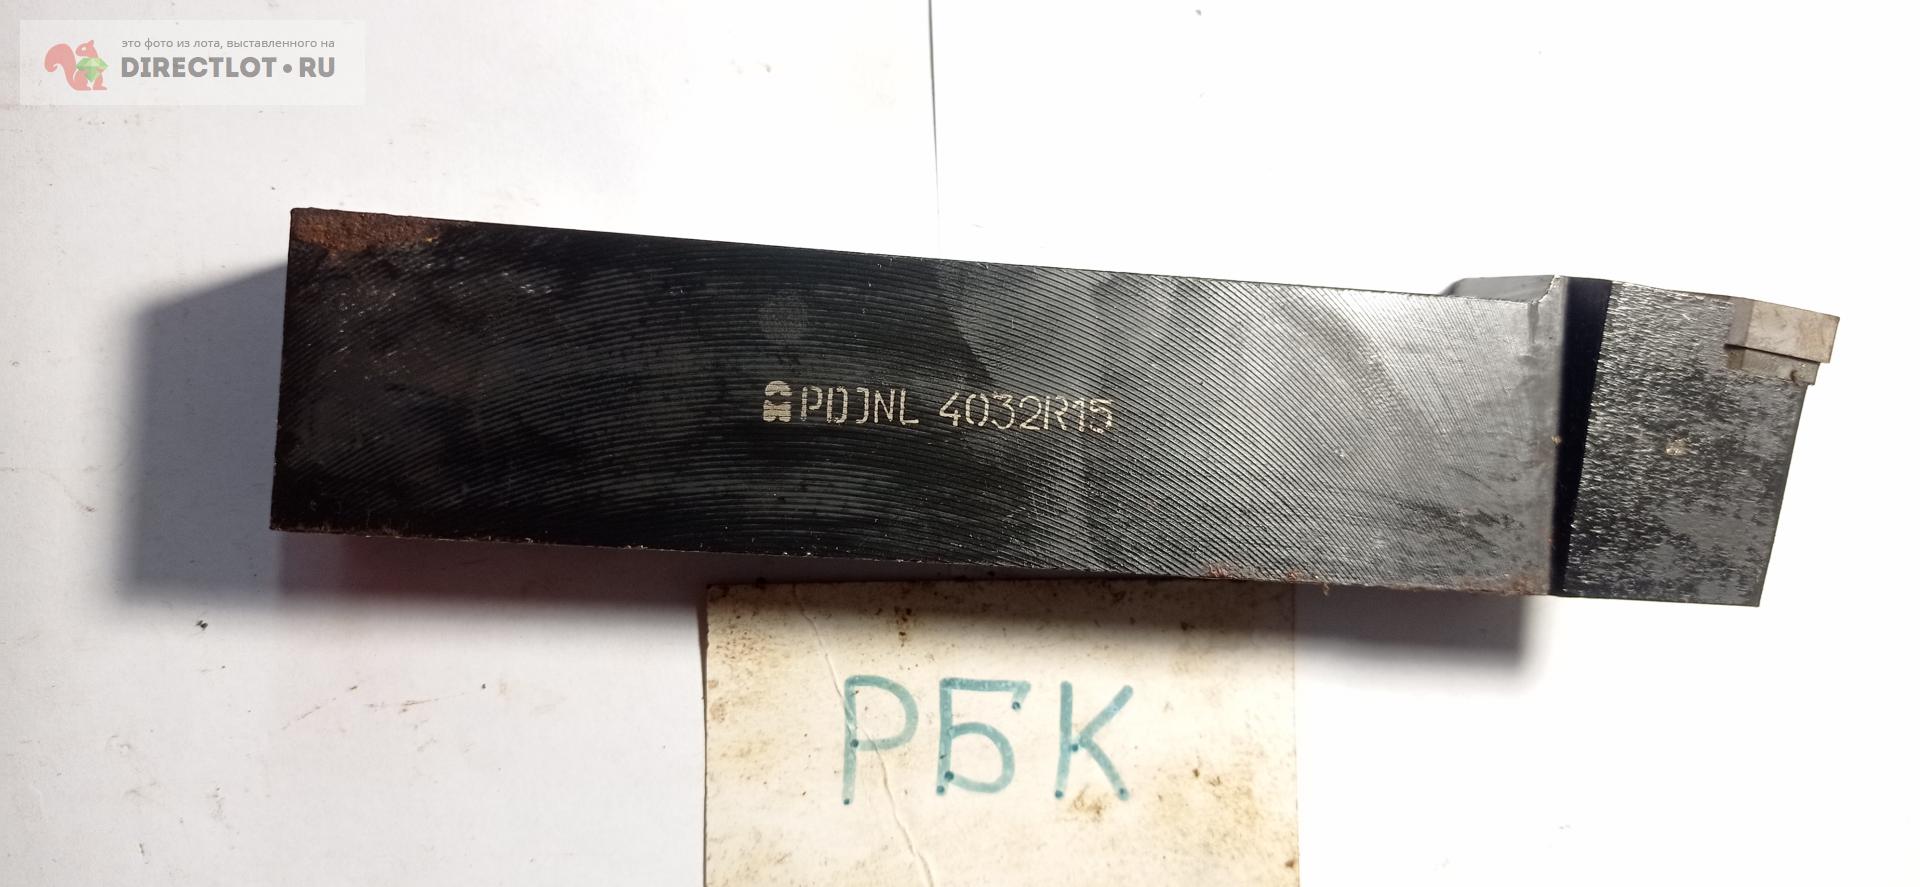 это фото из лота, выставленного на
DIRECTLOT•RU
PDJNL 4032R15
РБК